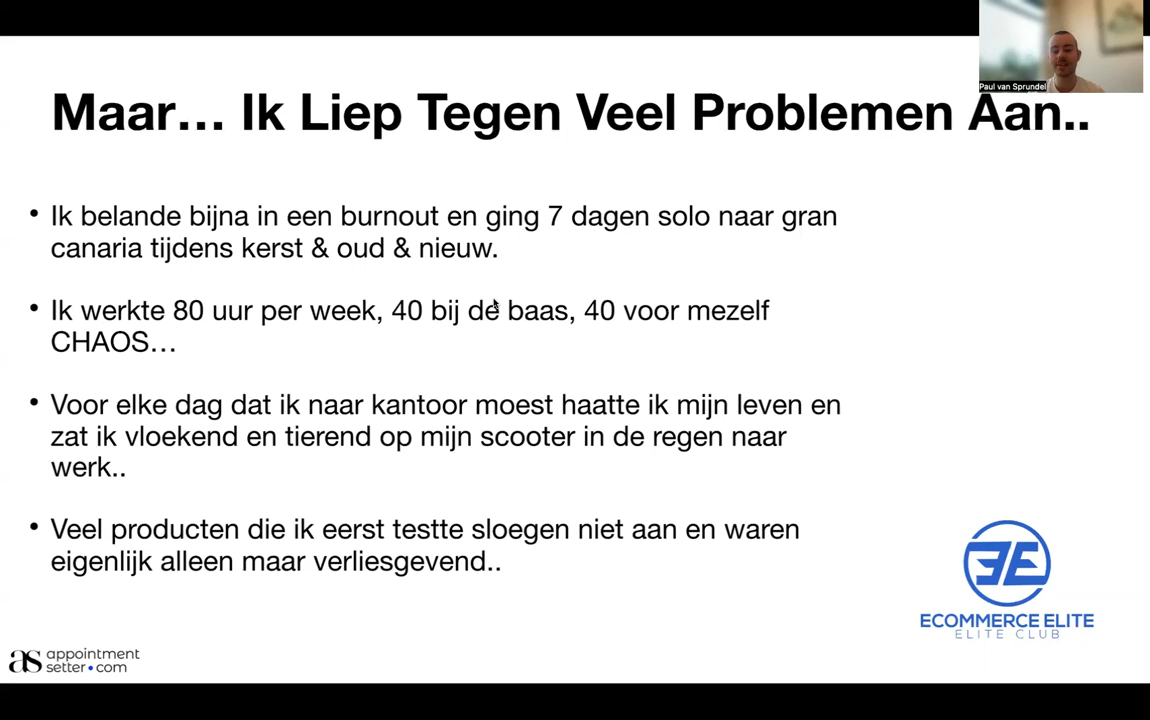 Paul van Sprundel
Maar… Ik Liep Tegen Veel Problemen Aan..
• Ik belande bijna in een burnout en ging 7 dagen solo naar gran
canaria tijdens kerst & oud & nieuw.
• Ik werkte 80 uur per week, 40 bij de baas, 40 voor mezelf
CHAOS…
• Voor elke dag dat ik naar kantoor moest haatte ik mijn leven en
zat ik vloekend en tierend op mijn scooter in de regen naar
werk..
• Veel producten die ik eerst testte sloegen niet aan en waren
eigenlijk alleen maar verliesgevend..
ECOMMERCE ELITE
ELITE CLUB
as appointment
setter•com